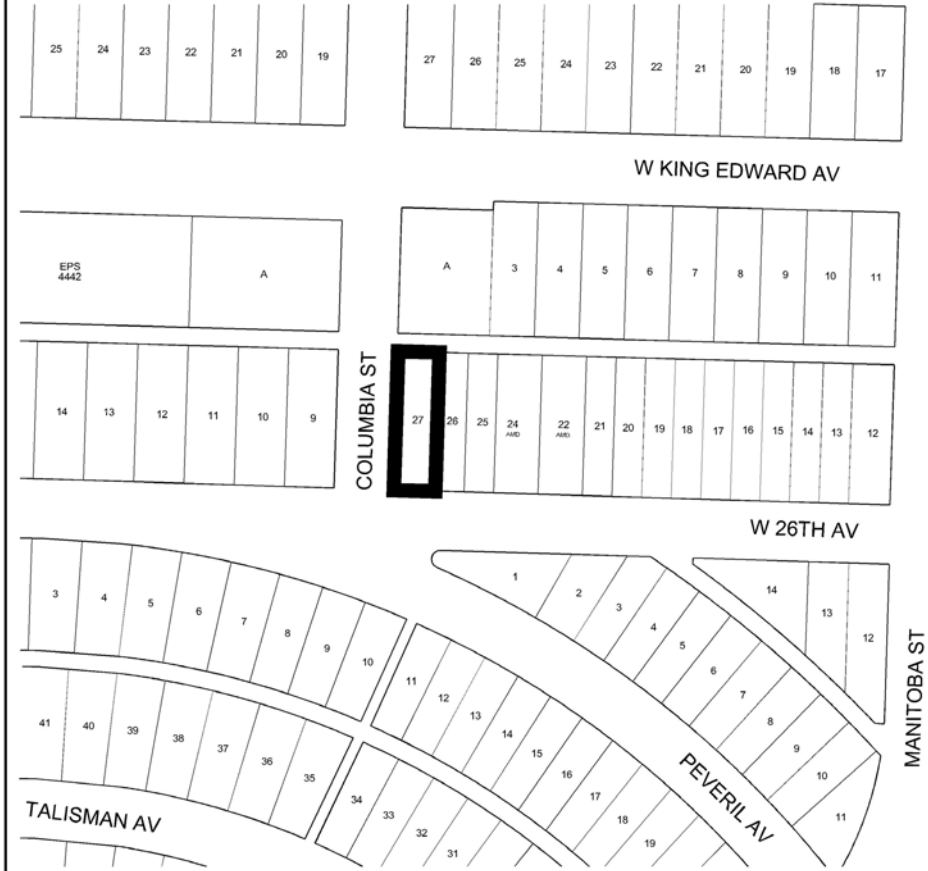 25 24 23 22 21 20 19
27 26 25 24 23 22 21 20 19 18 17
W KING EDWARD AV
EPS
4442
A
A 3 4 5 6 7 8 9 10 11
COLUMBIA ST
14 13 12 11 10 9
27 26 25 24 22 21 20 19 18 17 16 15 14 13 12
AMD AMD
W 26TH AV
3 4 5 6 7 8 9 10
11 12 13 14 15 16 17 18 19
1 2 3 4 5 6 7 8 9 10 11
14 13 12
MANITOBA ST
PEVERIL AV
41 40 39 38 37 36 35
34 33 32 31
TALISMAN AV